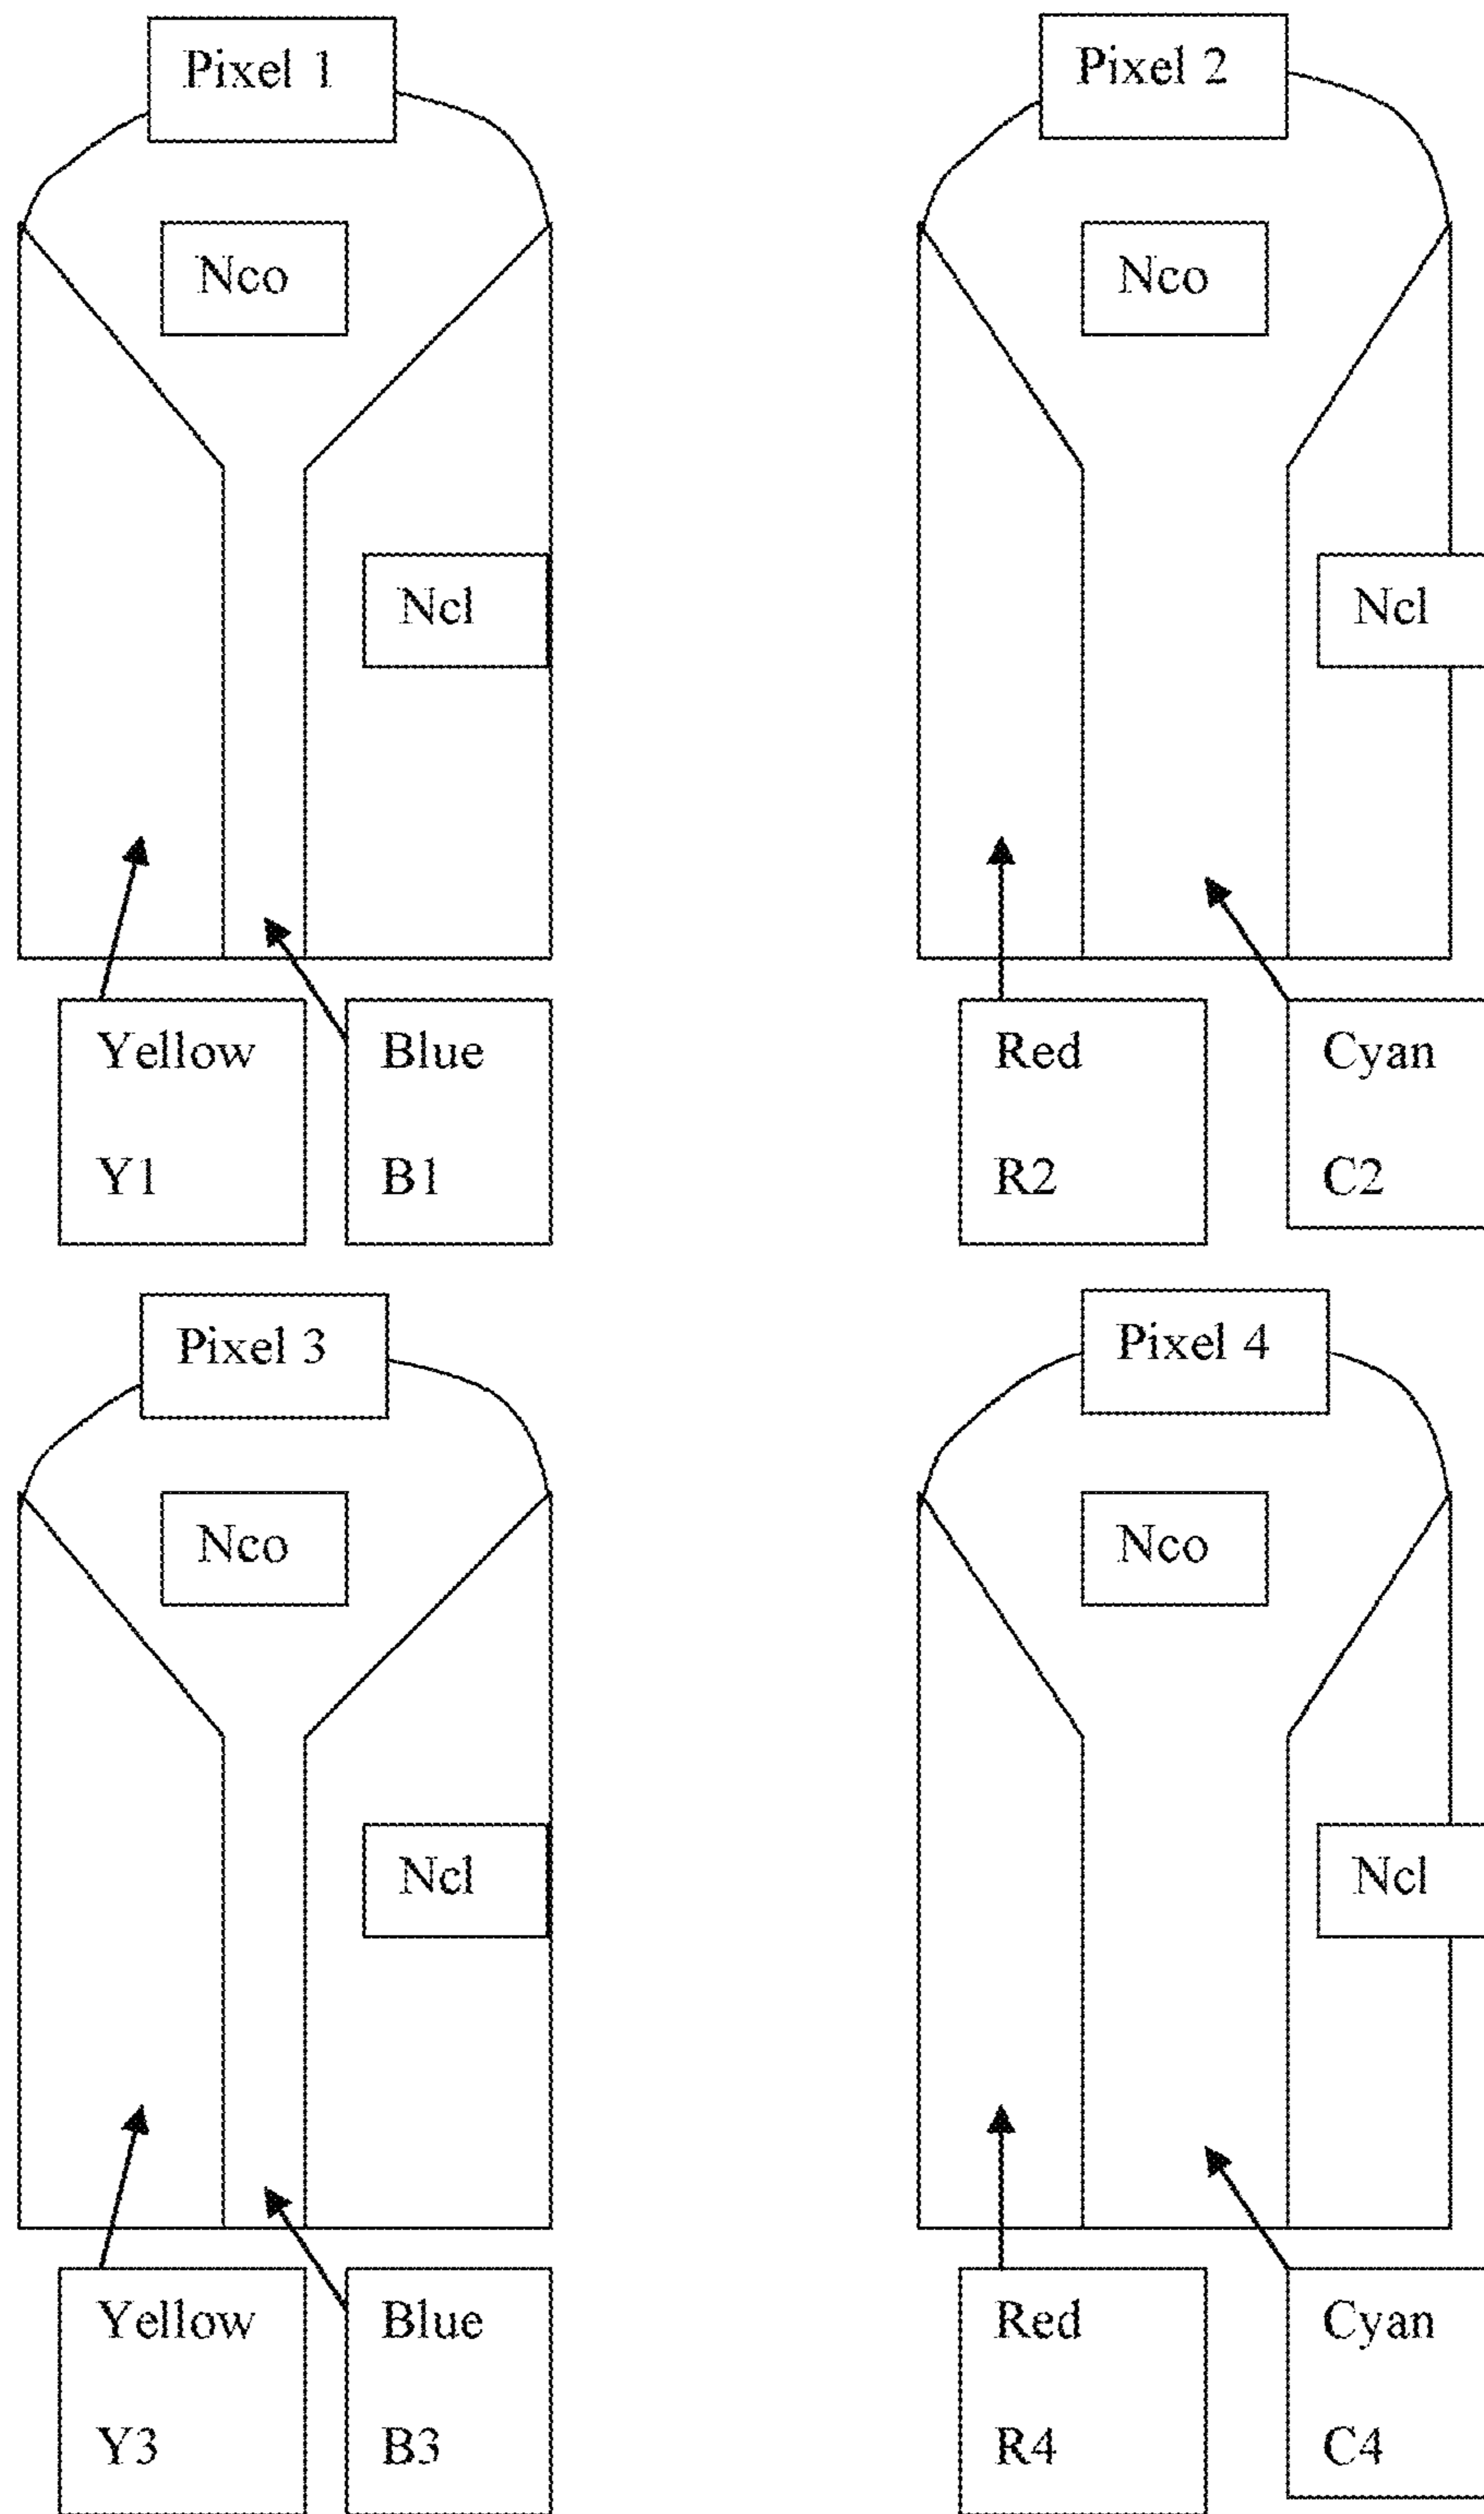 Pixel 1
Pixel 2
Nco
Nco
Ncl
Ncl
Yellow
Y1
Blue
B1
Red
R2
Cyan
C2
Pixel 3
Pixel 4
Nco
Nco
Ncl
Ncl
Yellow
Y3
Blue
B3
Red
R4
Cyan
C4